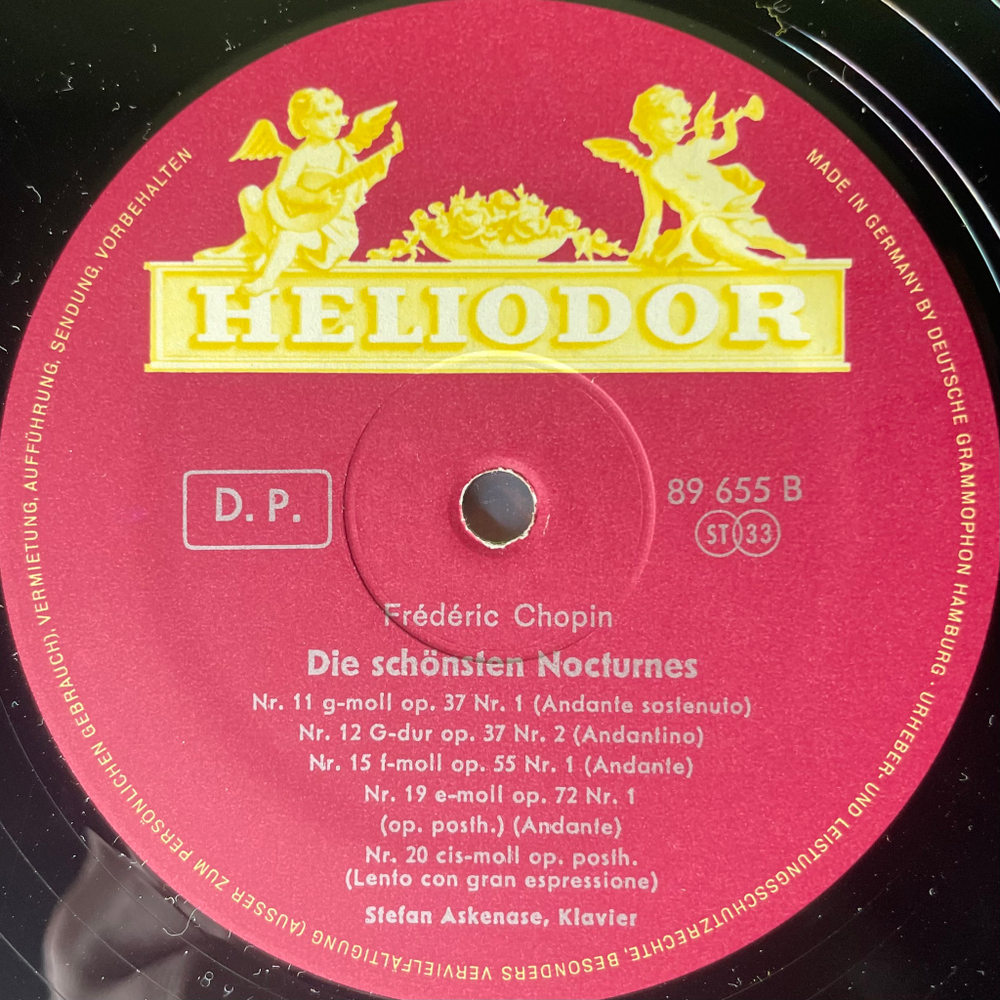 HELIODOR
D. P.
89 655 B
ST 33
Frédéric Chopin
Die schönsten Nocturnes
Nr. 11 g-moll op. 37 Nr. 1 (Andante sostenuto)
Nr. 12 G-dur op. 37 Nr. 2 (Andantino)
Nr. 15 f-moll op. 55 Nr. 1 (Andante)
Nr. 19 e-moll op. 72 Nr. 1
(op. posth.) (Andante)
Nr. 20 cis-moll op. posth.
(Lento con gran espressione)
Stefan Askenase, Klavier
MADE IN GERMANY BY DEUTSCHE GRAMMOPHON HAMBURG · URHEBER- UND LEISTUNGSSCHUTZRECHTE, BESONDERS VERVIELFÄLTIGUNG (AUSSER ZUM PERSÖNLICHEN GEBRAUCH), VERMIETUNG, AUFFÜHRUNG, SENDUNG, VORBEHALTEN